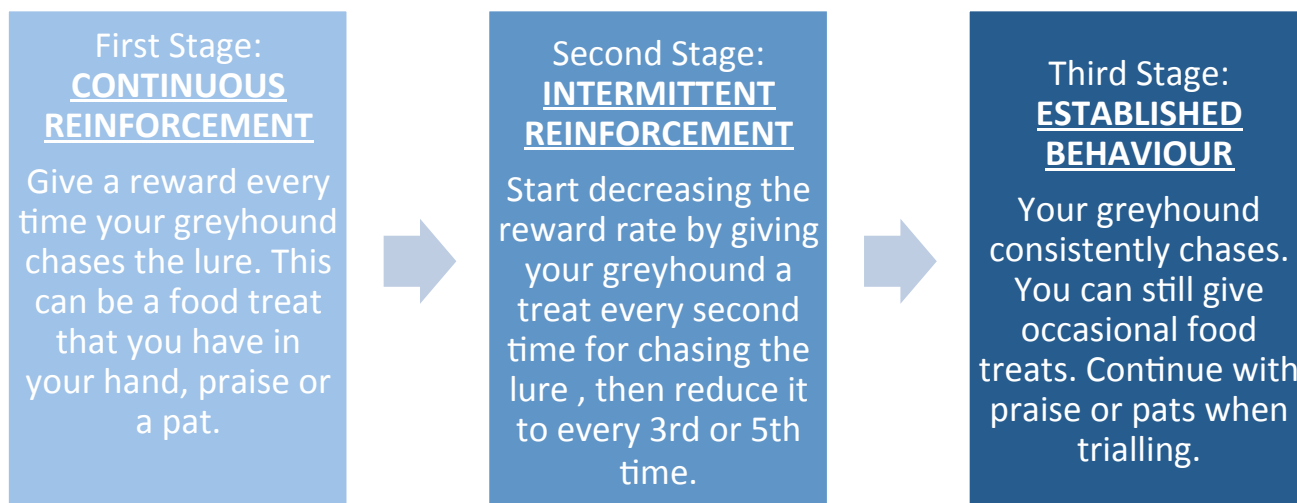 First Stage:
CONTINUOUS
REINFORCEMENT
Give a reward every
time your greyhound
chases the lure. This
can be a food treat
that you have in
your hand, praise or
a pat.
Second Stage:
INTERMITTENT
REINFORCEMENT
Start decreasing the
reward rate by giving
your greyhound a
treat every second
time for chasing the
lure , then reduce it
to every 3rd or 5th
time.
Third Stage:
ESTABLISHED
BEHAVIOUR
Your greyhound
consistently chases.
You can still give
occasional food
treats. Continue with
praise or pats when
trialling.